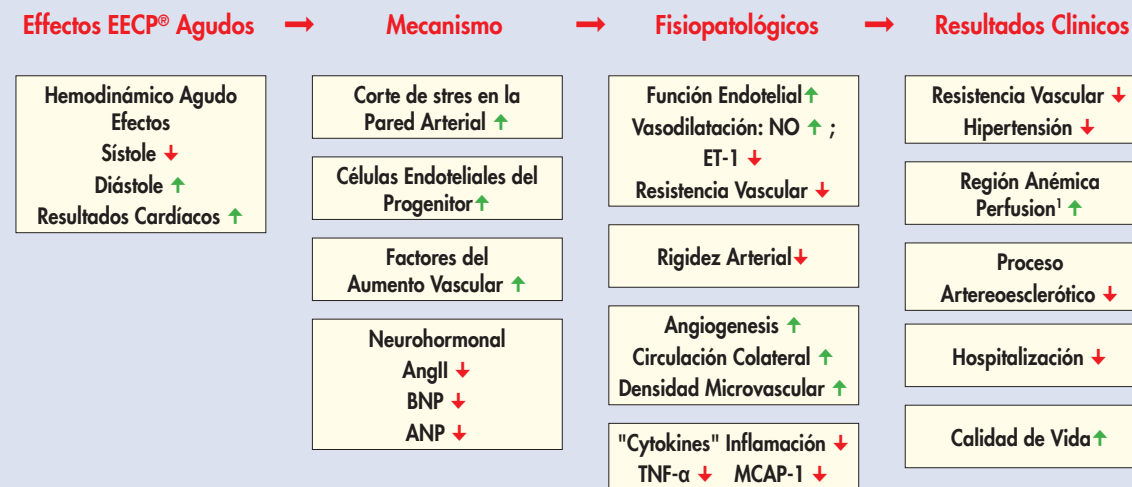 Effectos EECP® Agudos → Mecanismo → Fisiopatológicos → Resultados Clinicos
Hemodinámico Agudo
Efectos
Sístole ↓
Diástole ↑
Resultados Cardíacos ↑
Corte de stres en la
Pared Arterial ↑
Células Endoteliales del
Progenitor ↑
Factores del
Aumento Vascular ↑
Neurohormonal
AngII ↓
BNP ↓
ANP ↓
Función Endotelial ↑
Vasodilatación: NO ↑ ;
ET-1 ↓
Resistencia Vascular ↓
Rigidez Arterial ↓
Angiogenesis ↑
Circulación Colateral ↑
Densidad Microvascular ↑
"Cytokines" Inflamación ↓
TNF-α ↓ MCAP-1 ↓
Resistencia Vascular ↓
Hipertensión ↓
Región Anémica
Perfusion¹ ↑
Proceso
Artereoesclerótico ↓
Hospitalización ↓
Calidad de Vida ↑